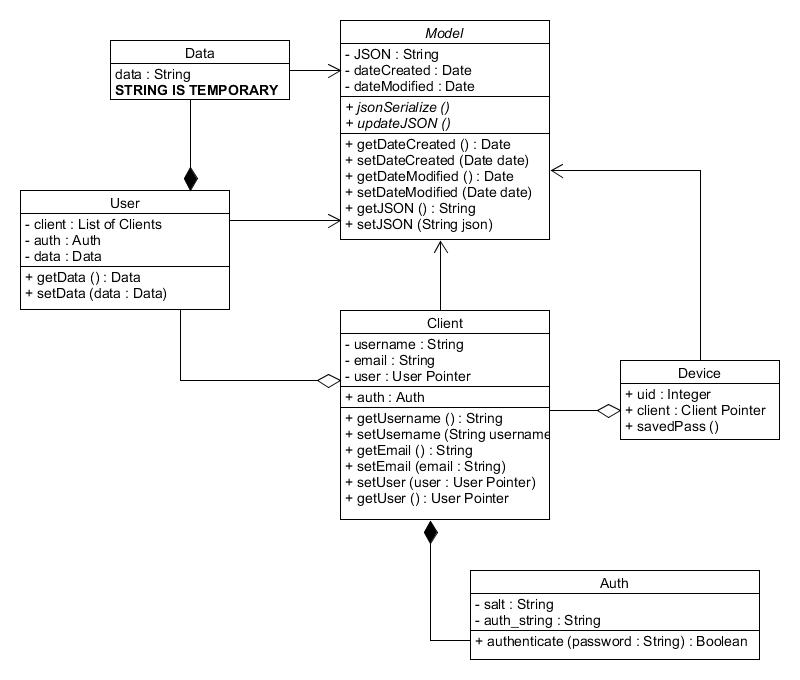 Data
data : String
STRING IS TEMPORARY
Model
- JSON : String
- dateCreated : Date
- dateModified : Date
+ jsonSerialize ()
+ updateJSON ()
+ getDateCreated () : Date
+ setDateCreated (Date date)
+ getDateModified () : Date
+ setDateModified (Date date)
+ getJSON () : String
+ setJSON (String json)
User
- client : List of Clients
- auth : Auth
- data : Data
+ getData () : Data
+ setData (data : Data)
Client
- username : String
- email : String
- user : User Pointer
+ auth : Auth
+ getUsername () : String
+ setUsername (String username
+ getEmail () : String
+ setEmail (email : String)
+ setUser (user : User Pointer)
+ getUser () : User Pointer
Device
+ uid : Integer
+ client : Client Pointer
+ savedPass ()
Auth
- salt : String
- auth_string : String
+ authenticate (password : String) : Boolean